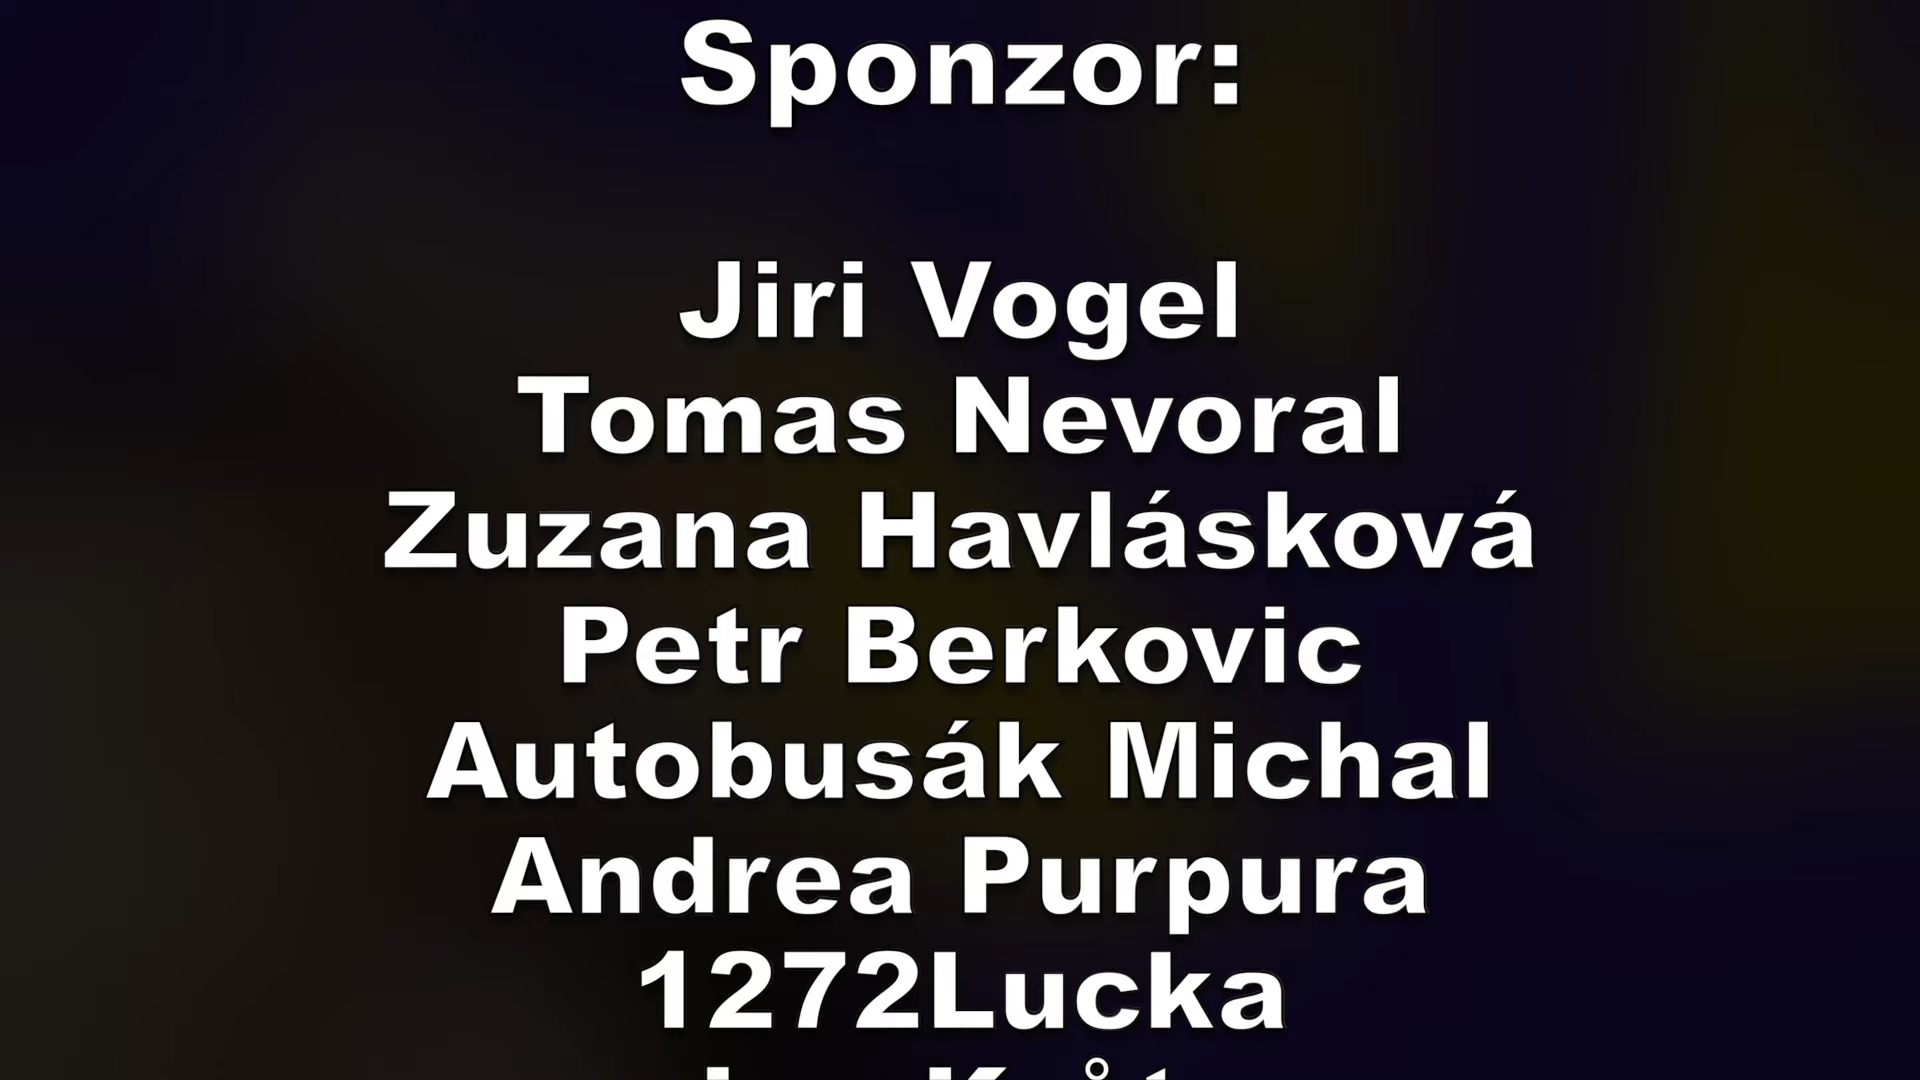 Sponzor:
Jiri Vogel
Tomas Nevoral
Zuzana Havlásková
Petr Berkovic
Autobusák Michal
Andrea Purpura
1272Lucka